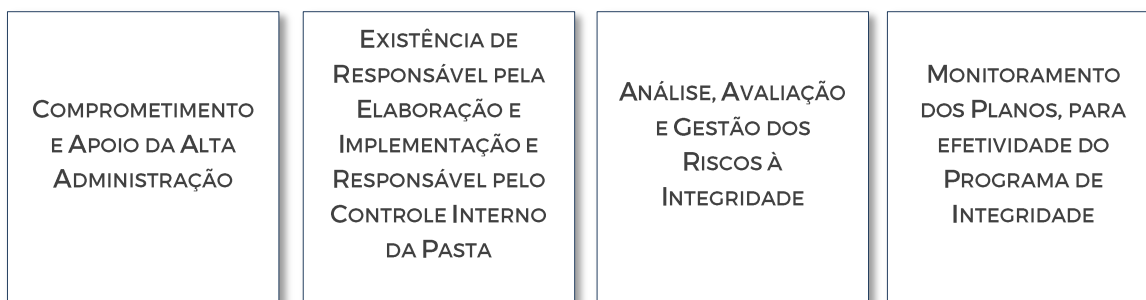 COMPROMETIMENTO
E APOIO DA ALTA
ADMINISTRAÇÃO
EXISTÊNCIA DE
RESPONSÁVEL PELA
ELABORAÇÃO E
IMPLEMENTAÇÃO E
RESPONSÁVEL PELO
CONTROLE INTERNO
DA PASTA
ANÁLISE, AVALIAÇÃO
E GESTÃO DOS
RISCOS À
INTEGRIDADE
MONITORAMENTO
DOS PLANOS, PARA
EFETIVIDADE DO
PROGRAMA DE
INTEGRIDADE